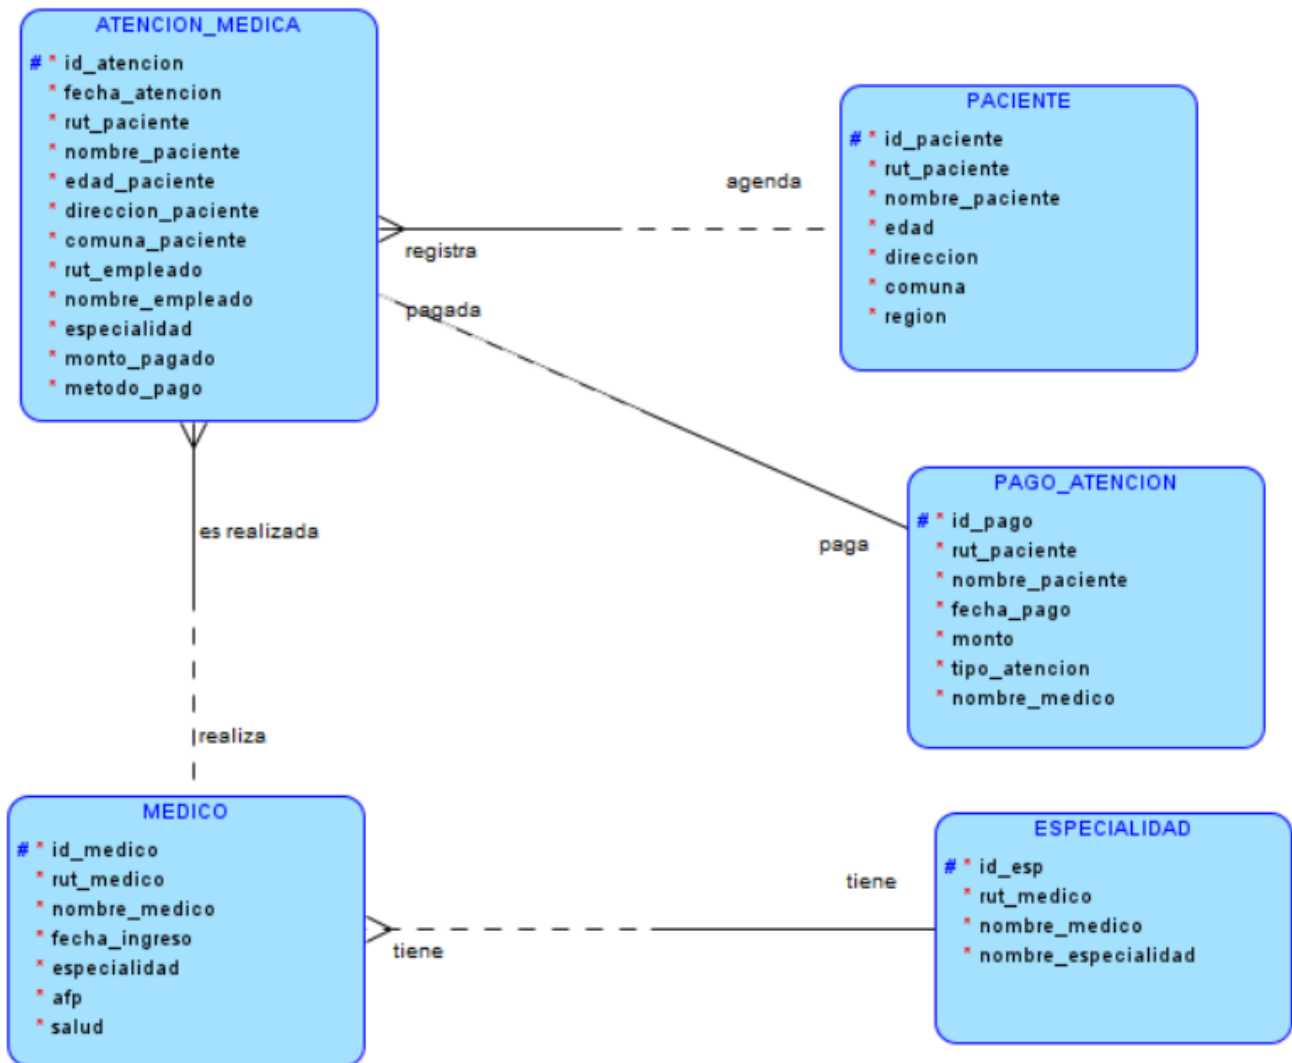 ATENCION_MEDICA
# * id_atencion
* fecha_atencion
* rut_paciente
* nombre_paciente
* edad_paciente
* direccion_paciente
* comuna_paciente
* rut_empleado
* nombre_empleado
* especialidad
* monto_pagado
* metodo_pago
PACIENTE
# * id_paciente
* rut_paciente
* nombre_paciente
* edad
* direccion
* comuna
* region
agenda
registra
pagada
paga
PAGO_ATENCION
# * id_pago
* rut_paciente
* nombre_paciente
* fecha_pago
* monto
* tipo_atencion
* nombre_medico
es realizada
realiza
MEDICO
# * id_medico
* rut_medico
* nombre_medico
* fecha_ingreso
* especialidad
* afp
* salud
tiene
tiene
ESPECIALIDAD
# * id_esp
* rut_medico
* nombre_medico
* nombre_especialidad